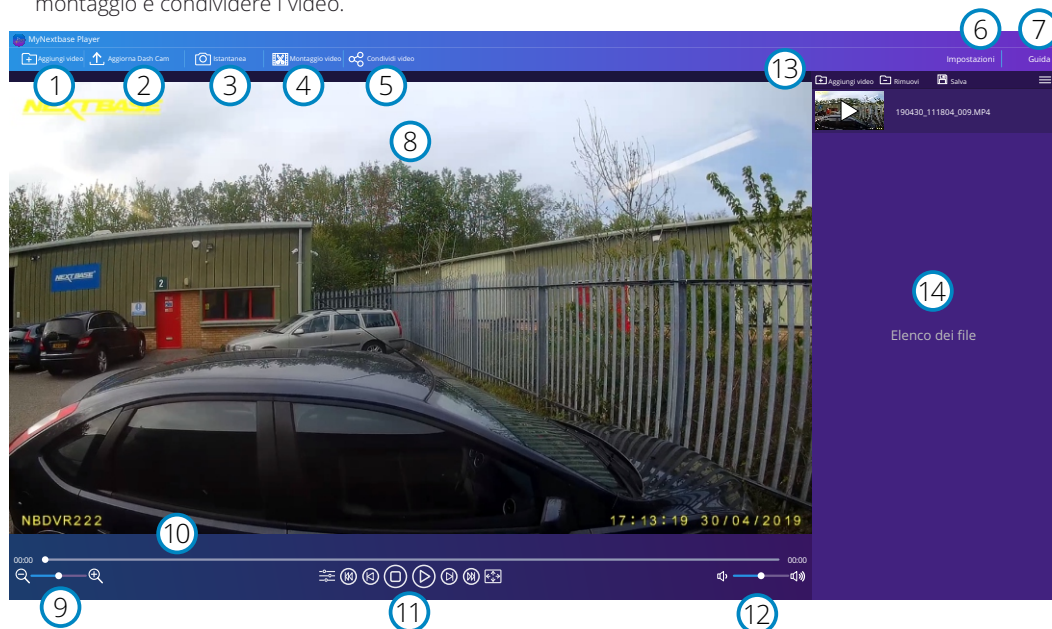 montaggio e condividere i video.
6
7
MyNextbase Player
Aggiungi video
Aggiorna Dash Cam
Istantanea
Montaggio video
Condividi video
Impostazioni
Guida
1
2
3
4
5
13
Aggiungi video
Rimuovi
Salva
NEXTBASE
190430_111804_009.MP4
8
NEXTBASE
2
14
Elenco dei file
NBDVR222
17:13:19 30/04/2019
10
00:00
00:00
9
11
12